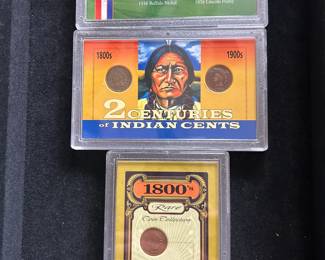 1938 Buffalo Nickel 1926 Lincoln Penny
1800s 1900s
2 CENTURIES
of INDIAN CENTS
1800's
Rare
Coin Collection